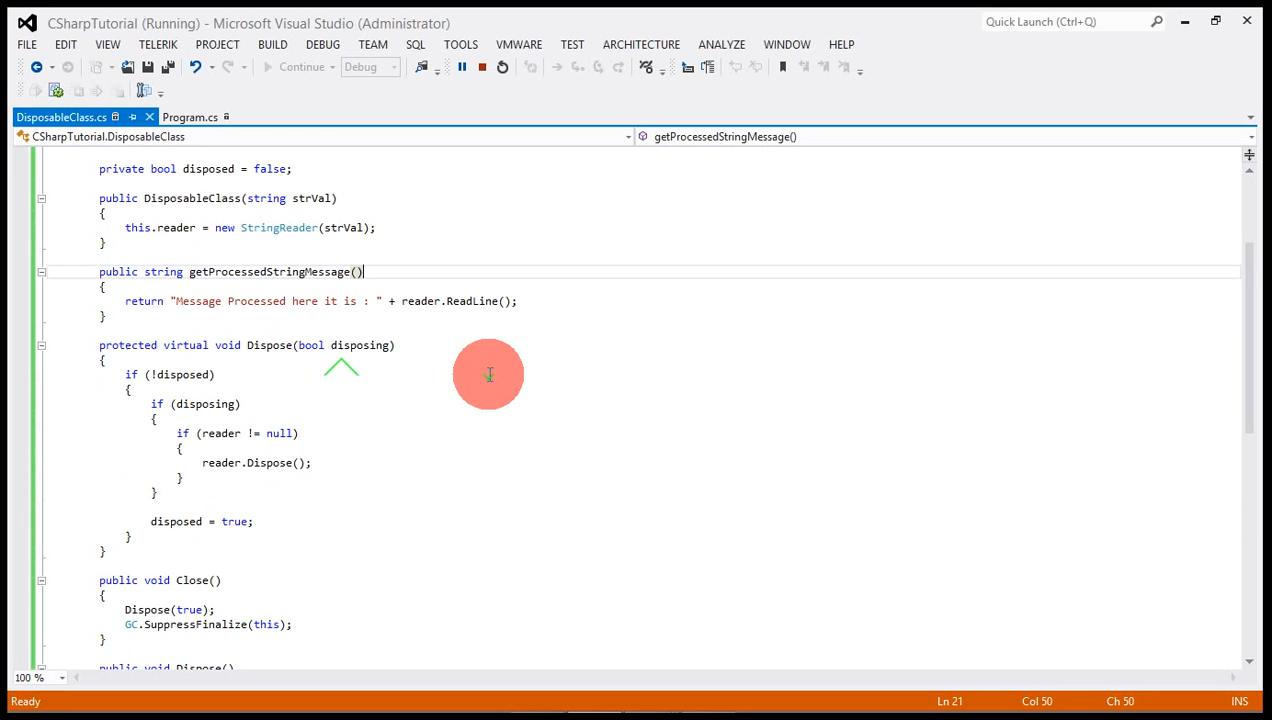 CSharpTutorial (Running) - Microsoft Visual Studio (Administrator)
Quick Launch (Ctrl+Q)
FILE EDIT VIEW TELERIK PROJECT BUILD DEBUG TEAM SQL TOOLS VMWARE TEST ARCHITECTURE ANALYZE WINDOW HELP
Continue Debug
DisposableClass.cs Program.cs
CSharpTutorial.DisposableClass getProcessedStringMessage()
private bool disposed = false;
public DisposableClass(string strVal)
{
this.reader = new StringReader(strVal);
}
public string getProcessedStringMessage()
{
return "Message Processed here it is : " + reader.ReadLine();
}
protected virtual void Dispose(bool disposing)
{
if (!disposed)
{
if (disposing)
{
if (reader != null)
{
reader.Dispose();
}
}
disposed = true;
}
}
public void Close()
{
Dispose(true);
GC.SuppressFinalize(this);
}
public void Dispose()
100 %
Ready Ln 21 Col 50 Ch 50 INS